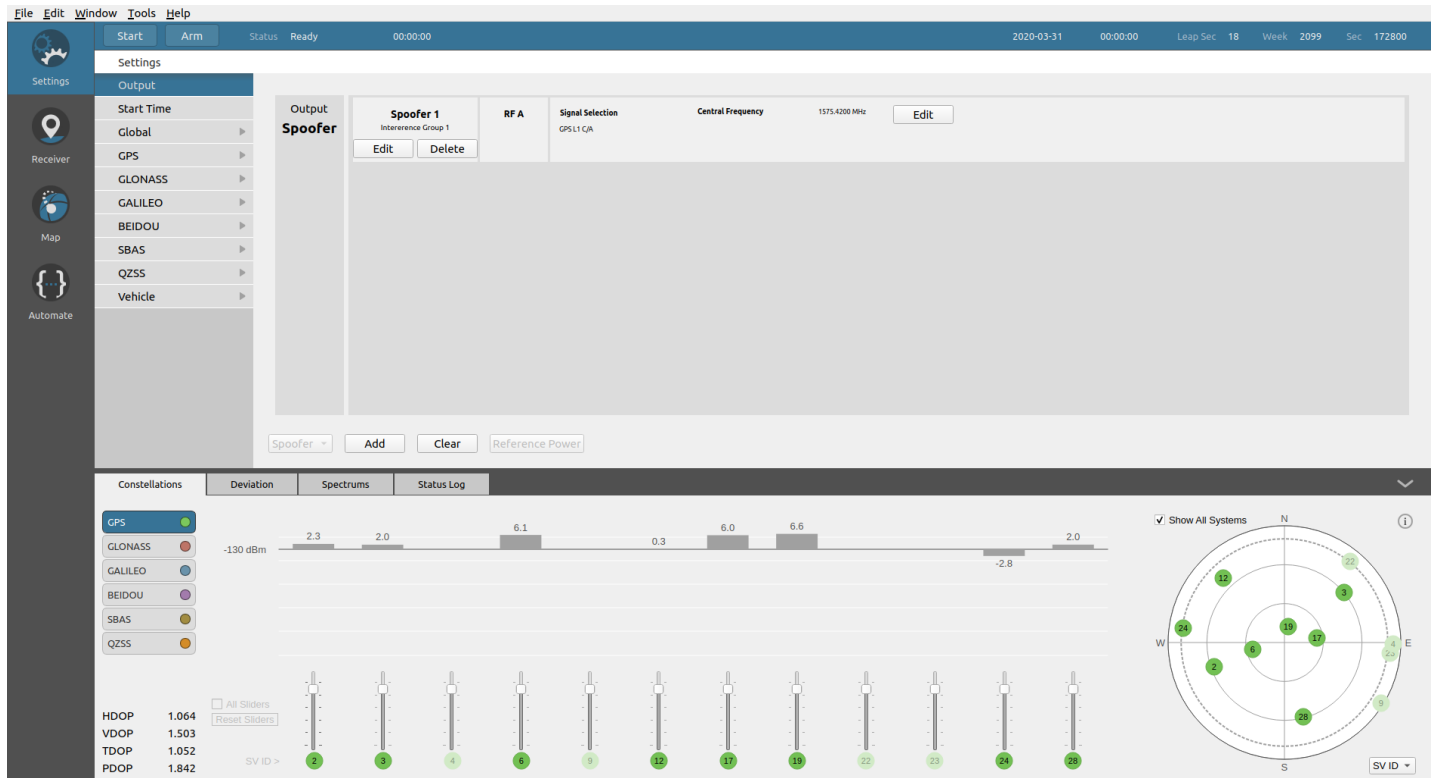 File Edit Window Tools Help
Start Arm Status Ready 00:00:00 2020-03-31 00:00:00 Leap Sec 18 Week 2099 Sec 172800
Settings
Receiver
Map
Automate
Settings
Output
Start Time
Global
GPS
GLONASS
GALILEO
BEIDOU
SBAS
QZSS
Vehicle
Output
Spoofer
Spoofer 1
Intererence Group 1
Edit Delete
RF A
Signal Selection
GPS L1 C/A
Central Frequency 1575.4200 MHz
Edit
Spoofer Add Clear Reference Power
Constellations Deviation Spectrums Status Log
GPS
GLONASS
GALILEO
BEIDOU
SBAS
QZSS
HDOP 1.064
VDOP 1.503
TDOP 1.052
PDOP 1.842
-130 dBm
2.3 2.0 6.1 0.3 6.0 6.6 -2.8 2.0
All Sliders
Reset Sliders
SV ID > 2 3 4 6 9 12 17 19 22 23 24 28
Show All Systems
N
22
12
3
24 19
17
W 6 4 E
23
2
9
28
S
SV ID